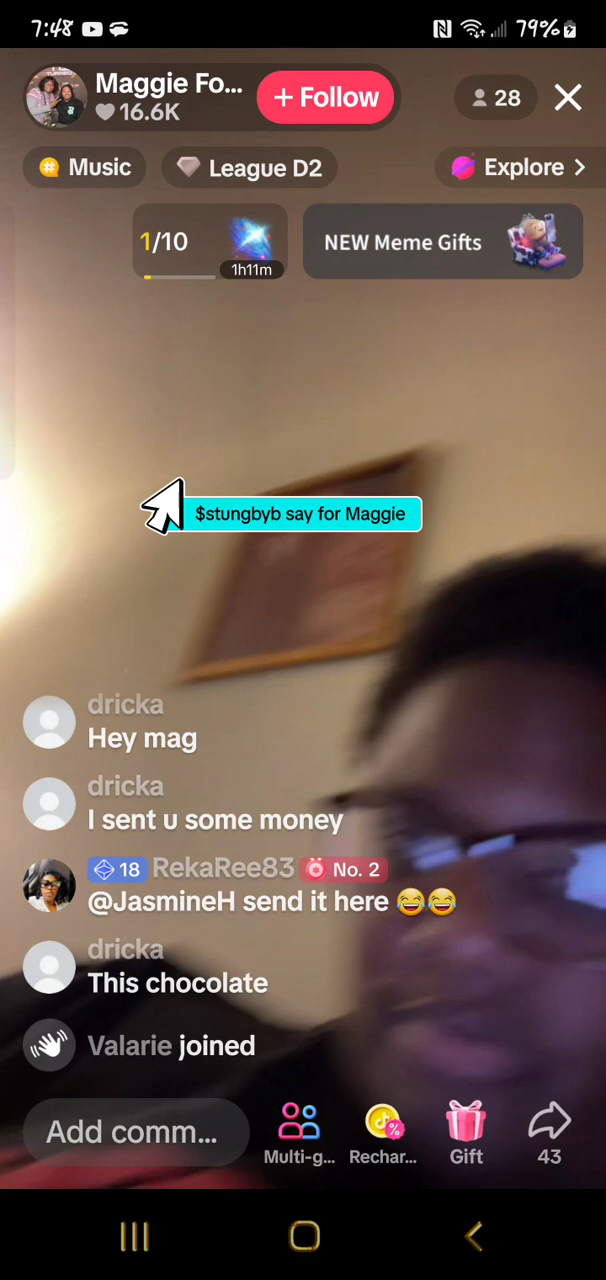 7:48
79%
Maggie Fo...
+ Follow
16.6K
28
Music
League D2
Explore >
1/10
1h11m
NEW Meme Gifts
$stungbyb say for Maggie
dricka
Hey mag
dricka
I sent u some money
18 RekaRee83 No. 2
@JasmineH send it here 😂😂
dricka
This chocolate
Valarie joined
Add comm...
Multi-g...
Rechar...
Gift
43